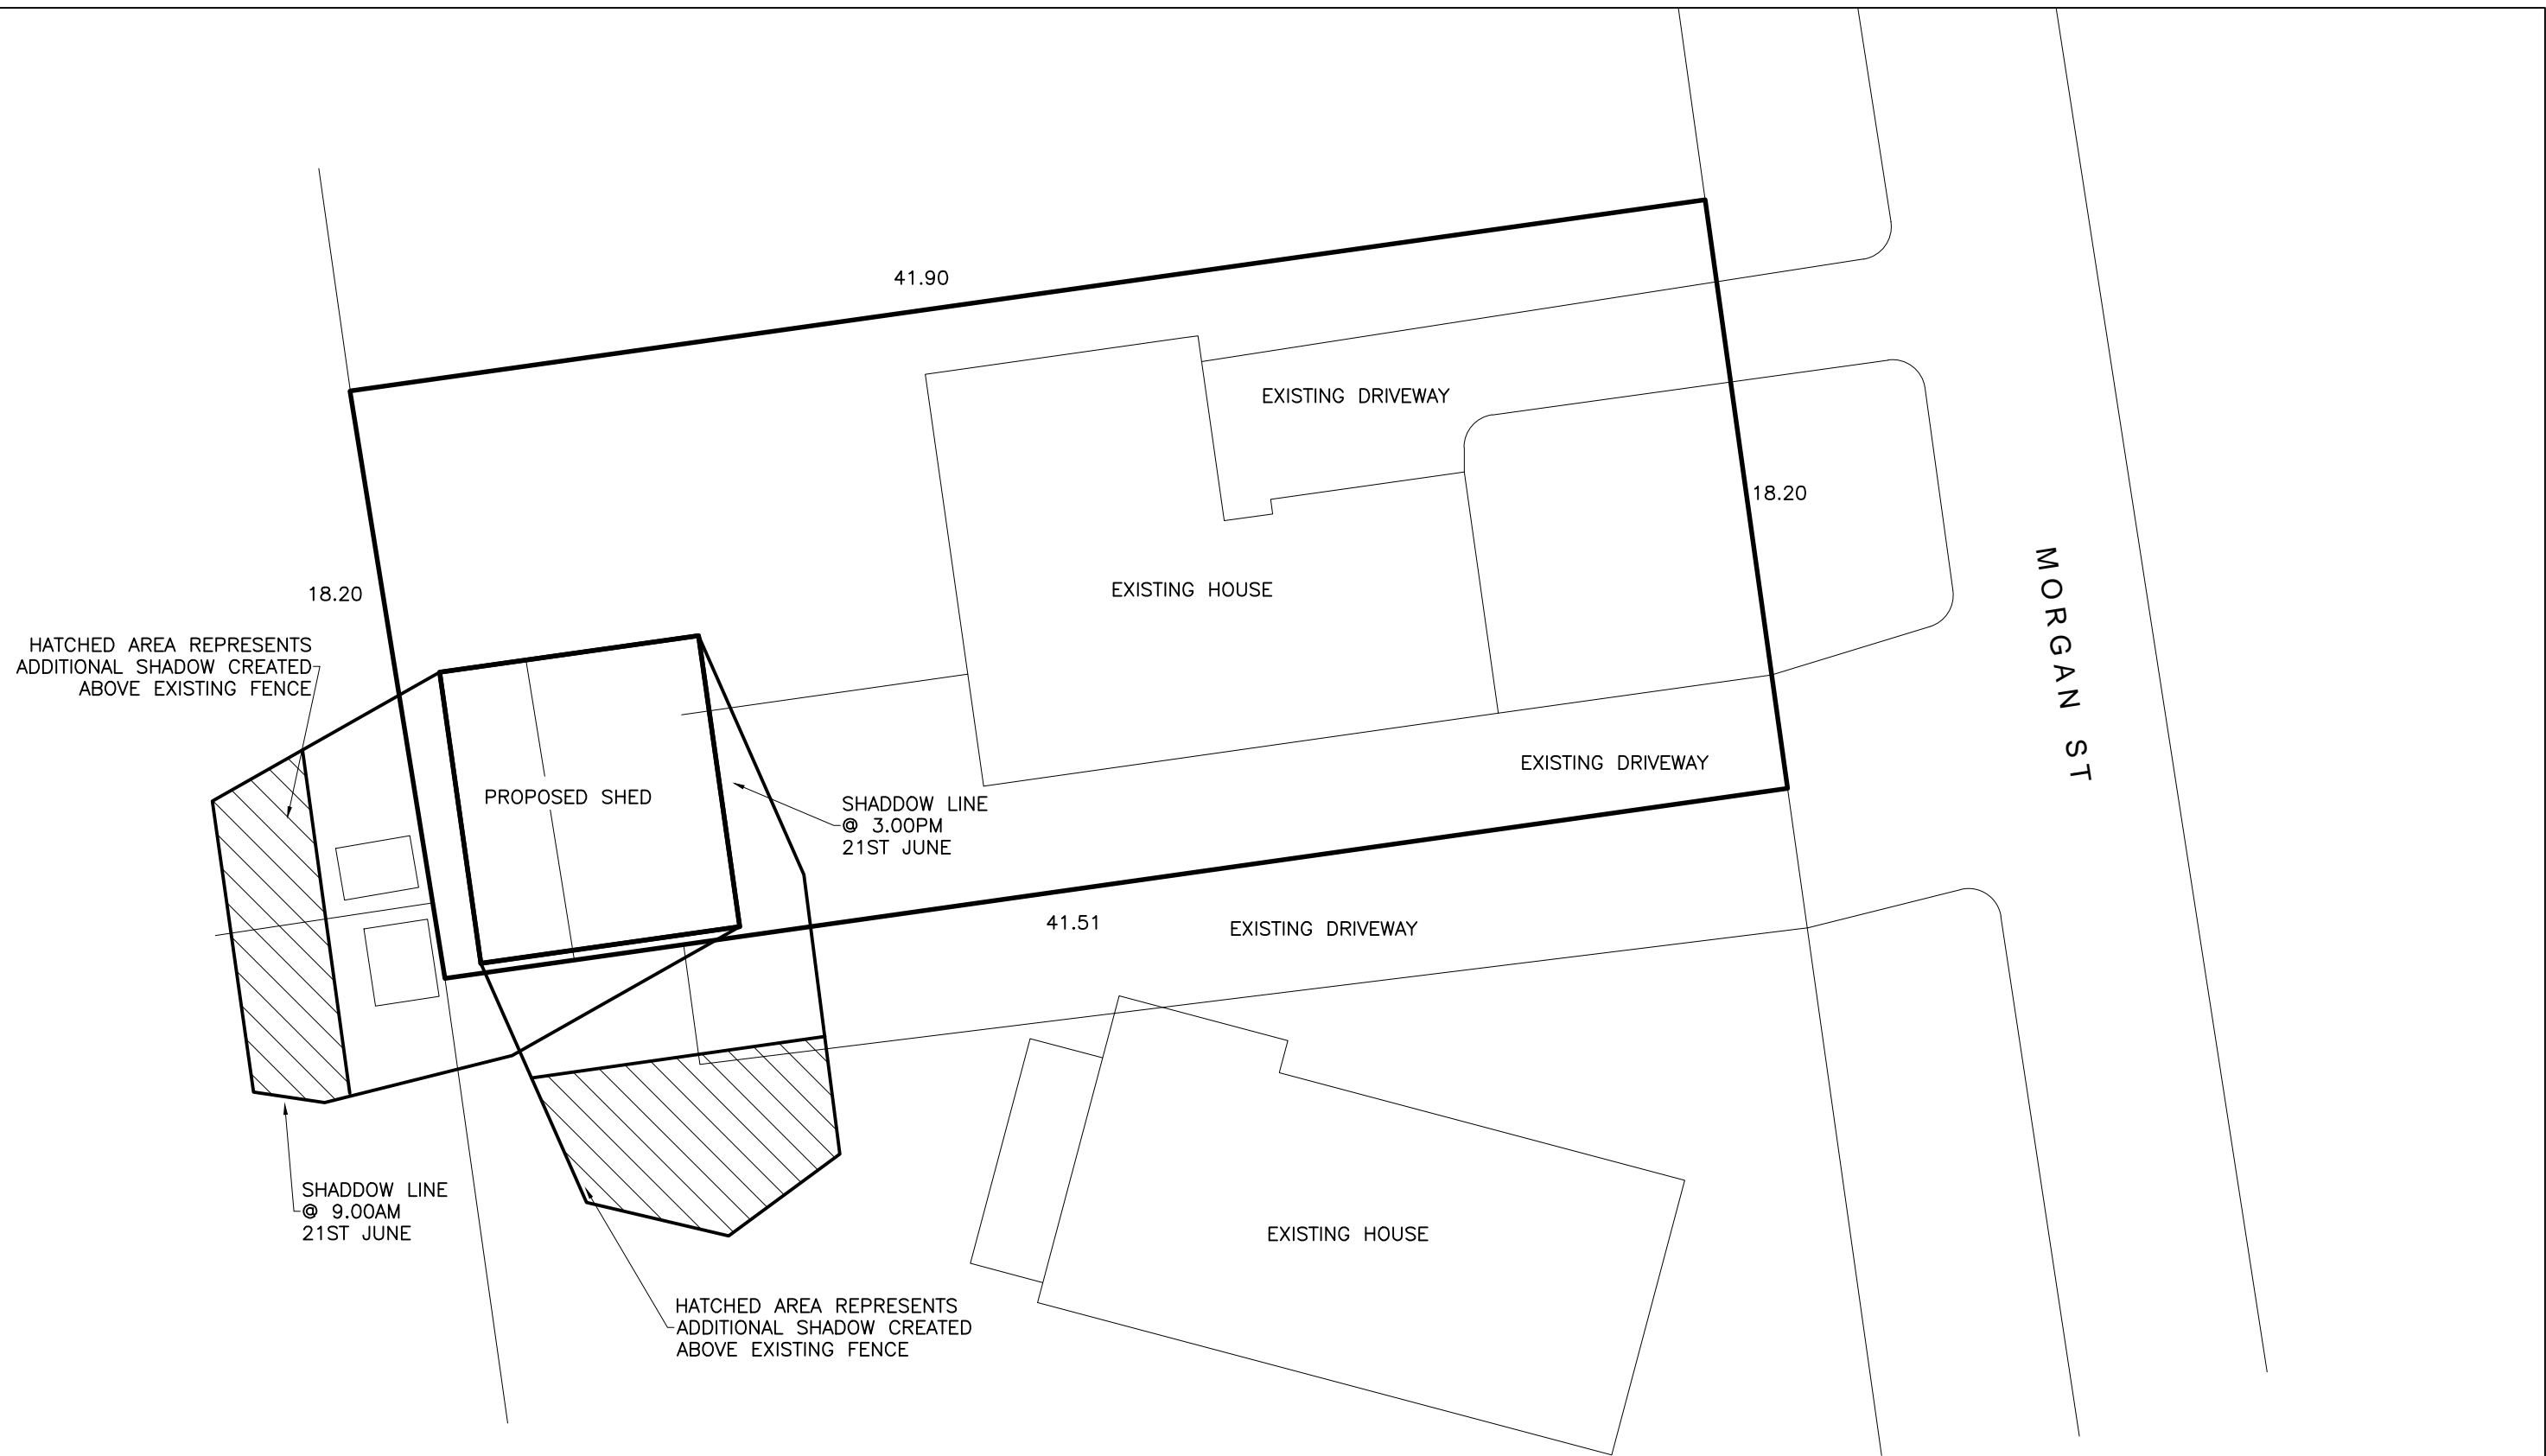 41.90
EXISTING DRIVEWAY
18.20
MORGAN ST
EXISTING HOUSE
18.20
HATCHED AREA REPRESENTS
ADDITIONAL SHADOW CREATED
ABOVE EXISTING FENCE
PROPOSED SHED
SHADDOW LINE
@ 3.00PM
21ST JUNE
EXISTING DRIVEWAY
41.51
EXISTING DRIVEWAY
SHADDOW LINE
@ 9.00AM
21ST JUNE
EXISTING HOUSE
HATCHED AREA REPRESENTS
ADDITIONAL SHADOW CREATED
ABOVE EXISTING FENCE